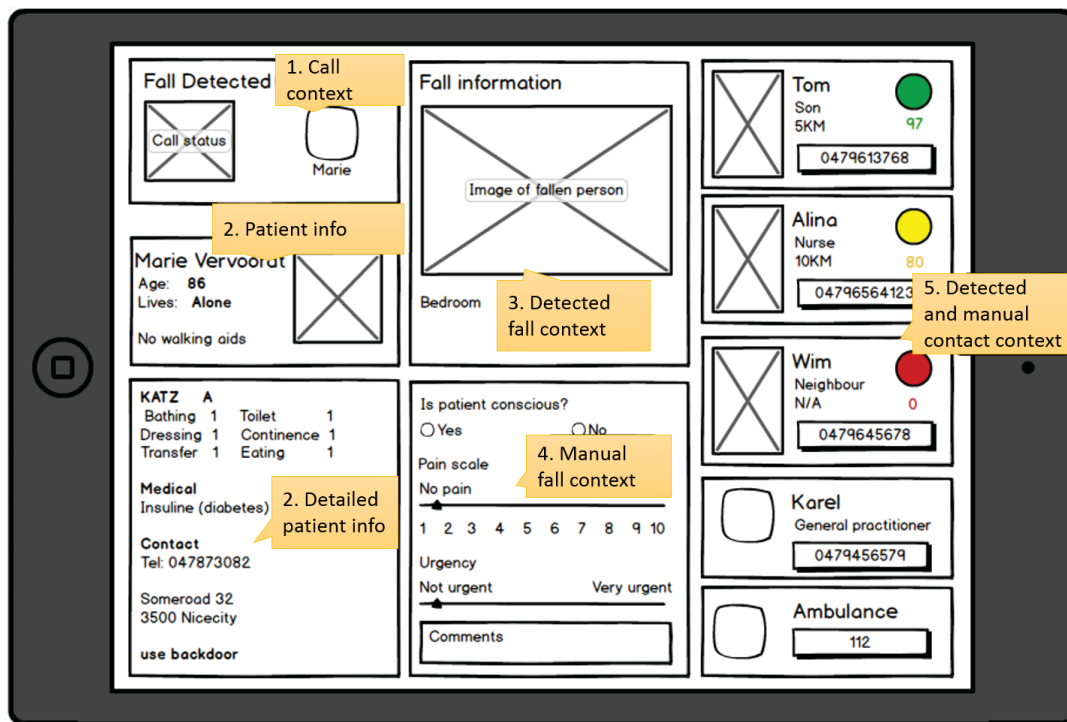 Fall Detected
1. Call
context
Call status
Marie
2. Patient info
Marie Vervoordt
Age: 86
Lives: Alone
No walking aids
KATZ A
Bathing 1 Toilet 1
Dressing 1 Continence 1
Transfer 1 Eating 1
Medical
Insuline (diabetes)
2. Detailed
patient info
Contact
Tel: 047873082
Someroad 32
3500 Nicecity
use backdoor
Fall information
Image of fallen person
Bedroom
3. Detected
fall context
Is patient conscious?
Yes No
4. Manual
fall context
Pain scale
No pain
1 2 3 4 5 6 7 8 9 10
Urgency
Not urgent Very urgent
Comments
Tom
Son
5KM
97
0479613768
Alina
Nurse
10KM
80
04796564123
5. Detected
and manual
contact context
Wim
Neighbour
N/A
0
0479645678
Karel
General practitioner
0479456579
Ambulance
112